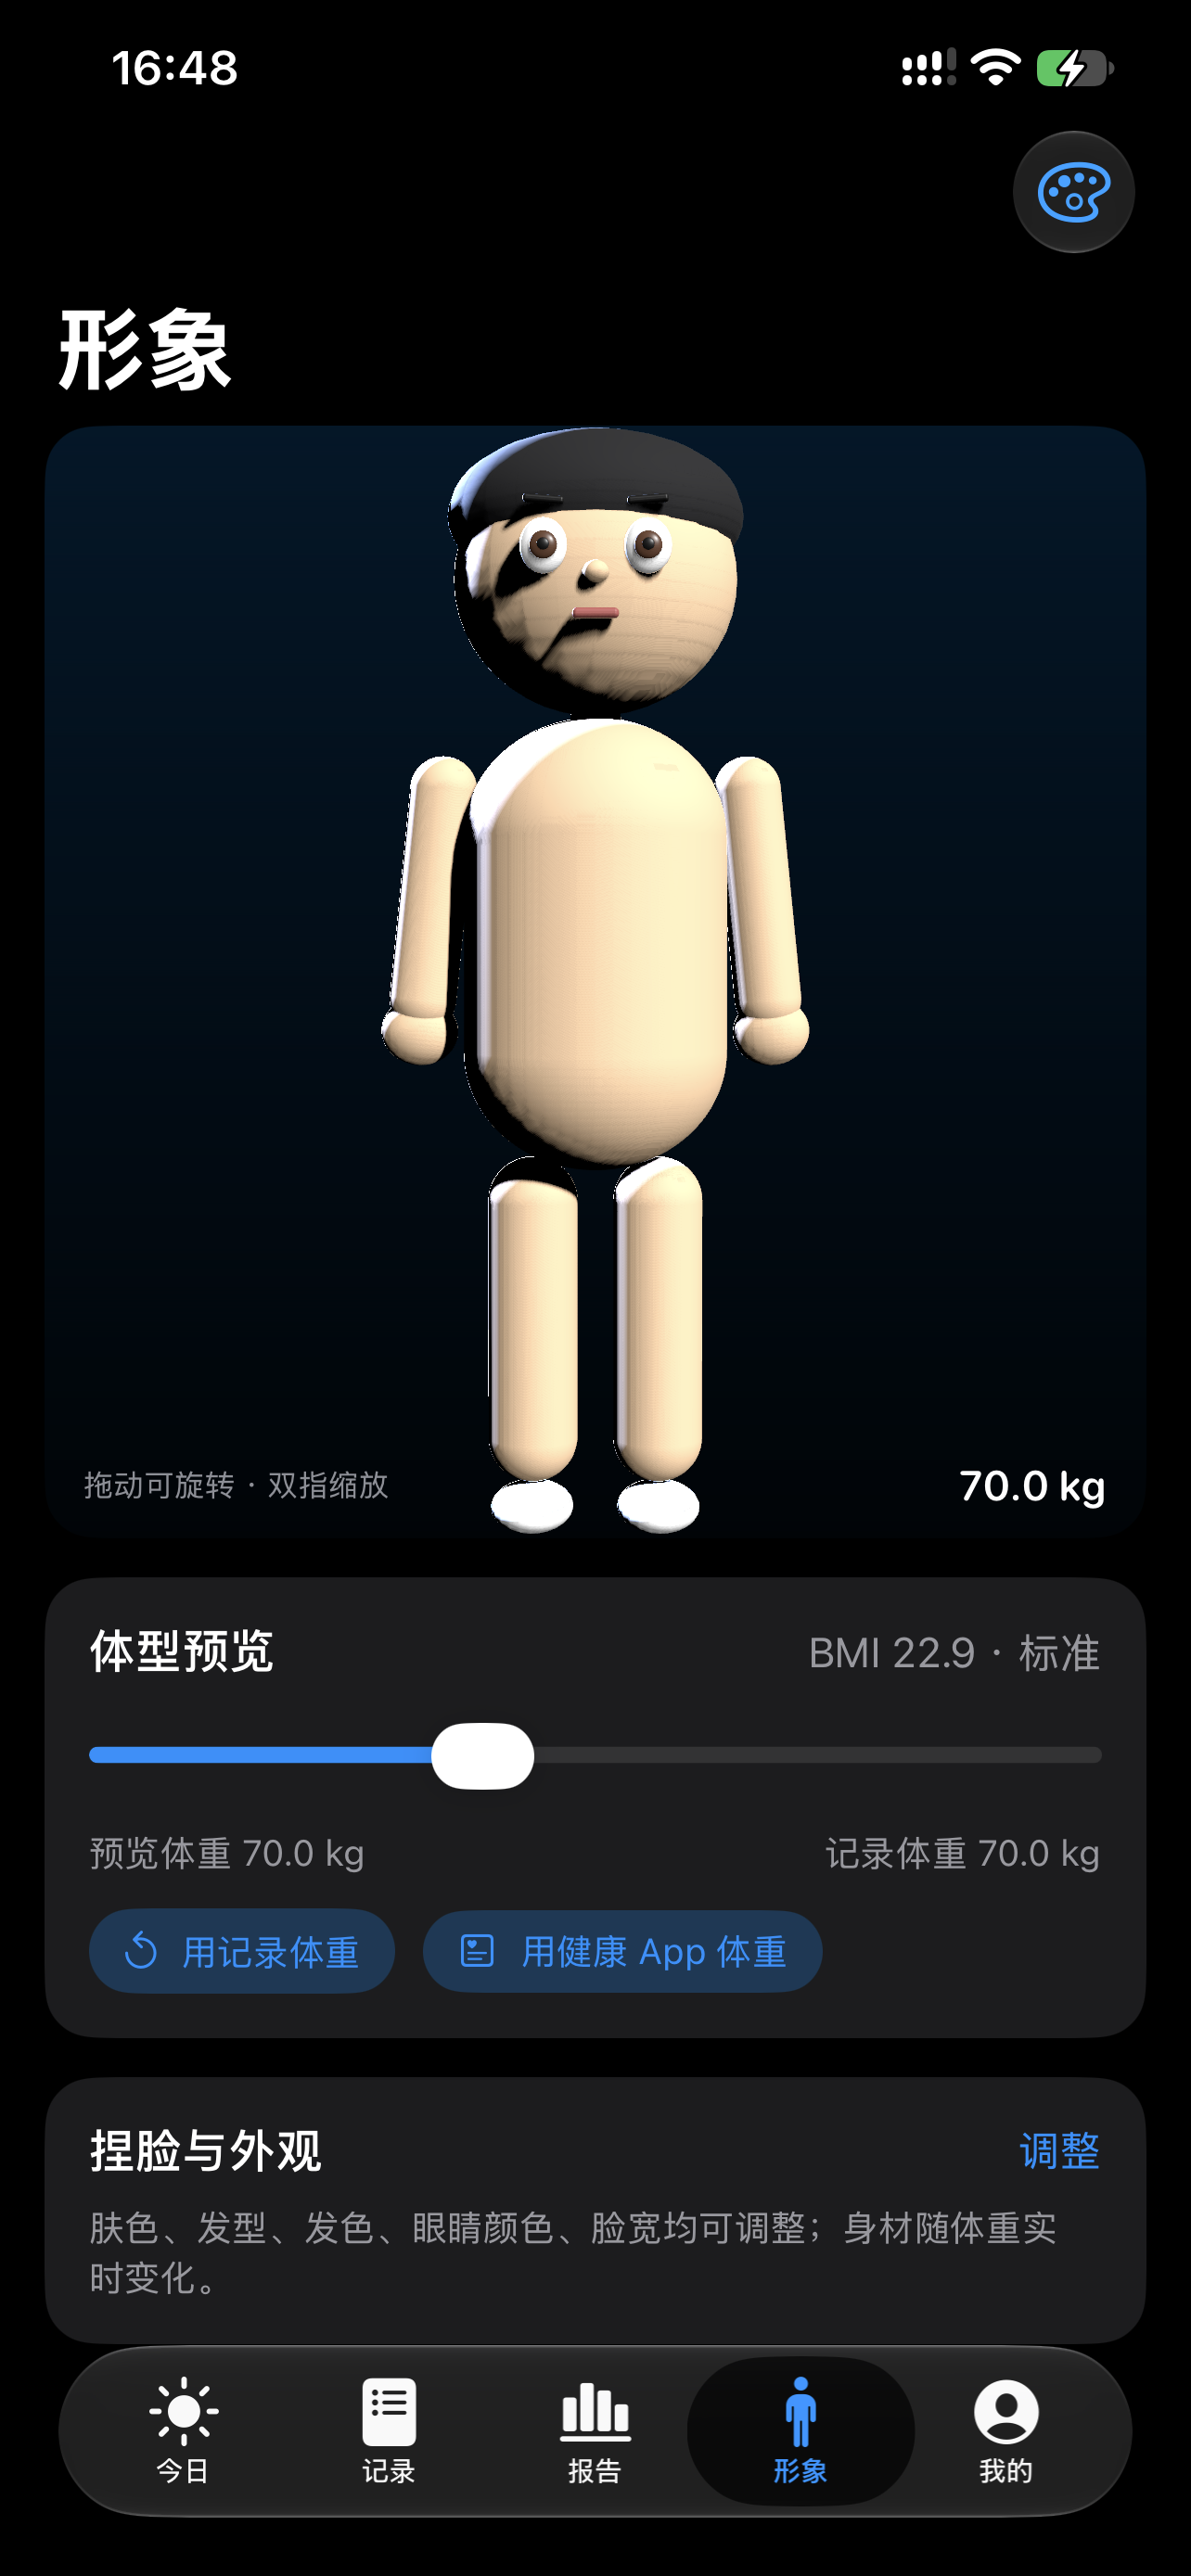 16:48
形象
拖动可旋转 · 双指缩放
70.0 kg
体型预览
BMI 22.9 · 标准
预览体重 70.0 kg
记录体重 70.0 kg
用记录体重
用健康 App 体重
捏脸与外观
调整
肤色、发型、发色、眼睛颜色、脸宽均可调整；身材随体重实
时变化。
今日
记录
报告
形象
我的